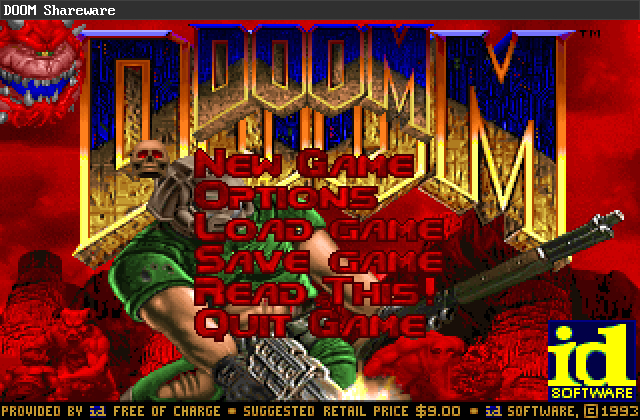 DOOM Shareware
DOOM™
DOOM
New Game
Options
Load game
Save game
Read This!
Quit Game
id
SOFTWARE
PROVIDED BY id FREE OF CHARGE • SUGGESTED RETAIL PRICE $9.00 • id SOFTWARE, © 1993